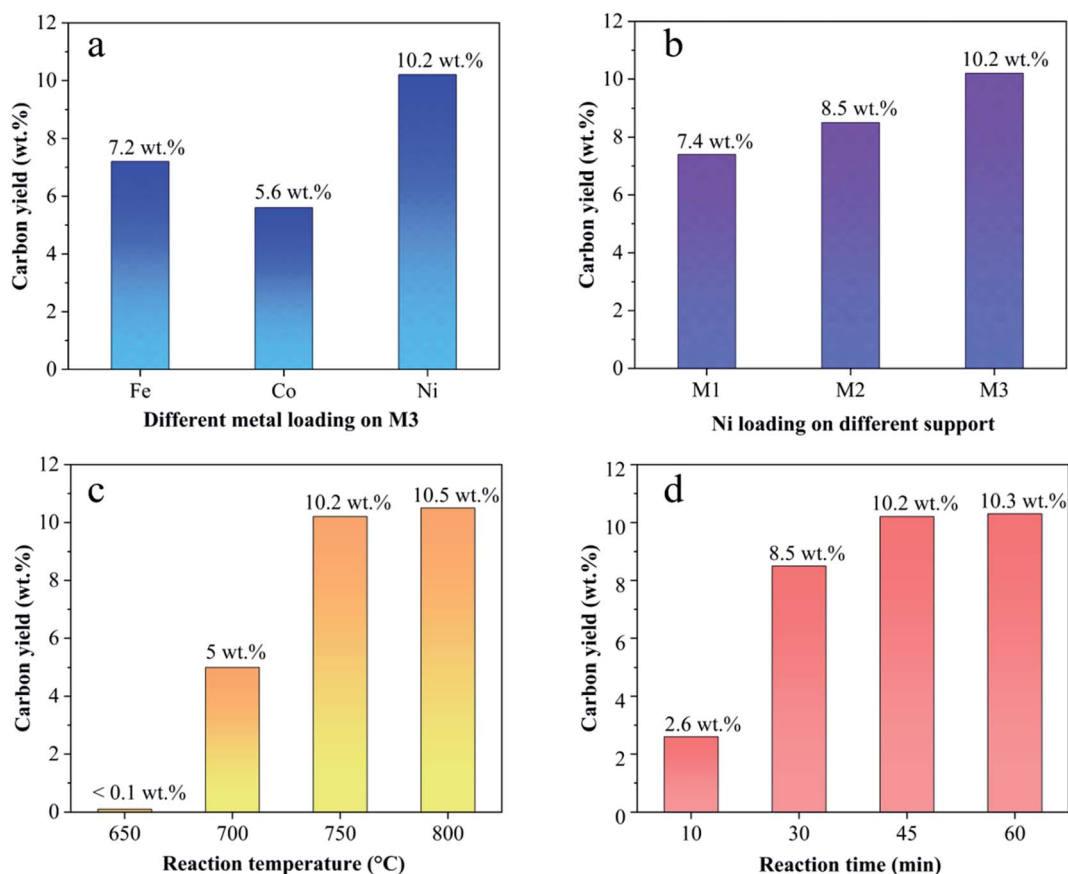 a
Carbon yield (wt.%)
12
10
8
6
4
2
0
7.2 wt.%
5.6 wt.%
10.2 wt.%
Fe
Co
Ni
Different metal loading on M3
b
Carbon yield (wt.%)
12
10
8
6
4
2
0
7.4 wt.%
8.5 wt.%
10.2 wt.%
M1
M2
M3
Ni loading on different support
c
Carbon yield (wt.%)
12
10
8
6
4
2
0
< 0.1 wt.%
5 wt.%
10.2 wt.%
10.5 wt.%
650
700
750
800
Reaction temperature (°C)
d
Carbon yield (wt.%)
12
10
8
6
4
2
0
2.6 wt.%
8.5 wt.%
10.2 wt.%
10.3 wt.%
10
30
45
60
Reaction time (min)